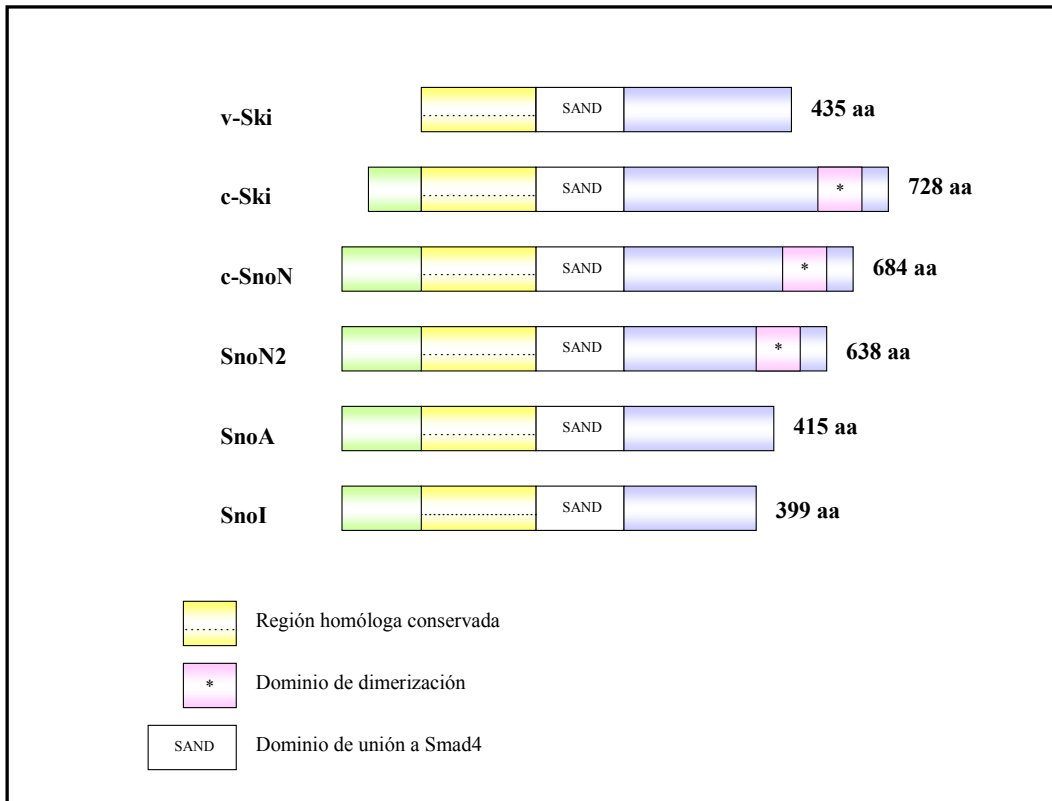 v-Ski SAND 435 aa
c-Ski SAND * 728 aa
c-SnoN SAND * 684 aa
SnoN2 SAND * 638 aa
SnoA SAND 415 aa
SnoI SAND 399 aa
Región homóloga conservada
* Dominio de dimerización
SAND Dominio de unión a Smad4